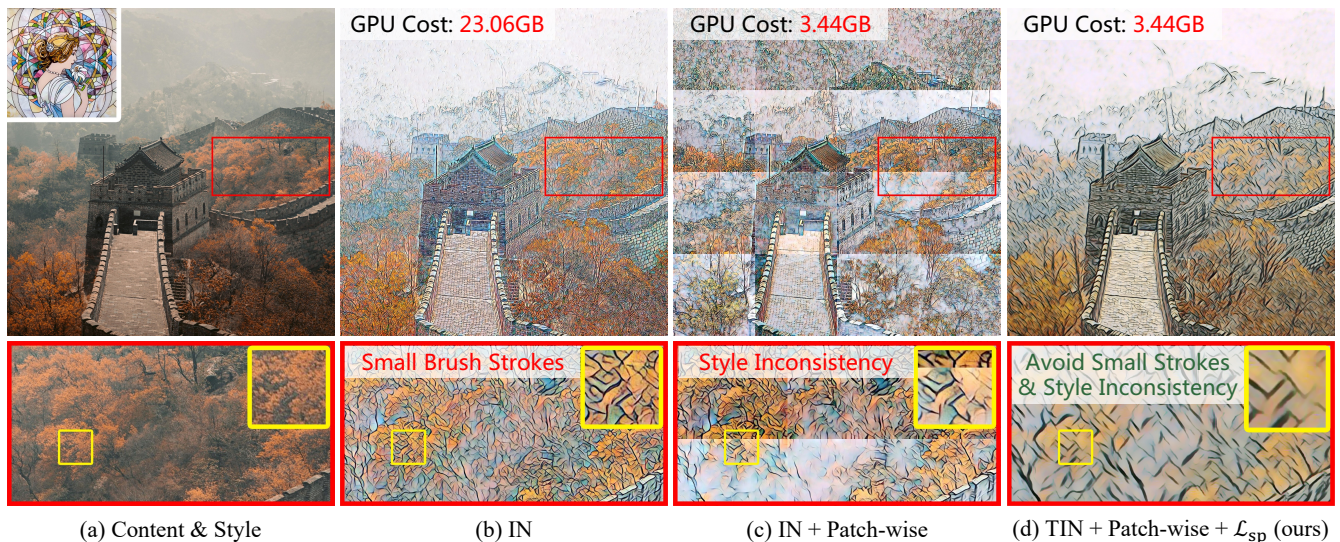 GPU Cost: 23.06GB
GPU Cost: 3.44GB
GPU Cost: 3.44GB
Small Brush Strokes
Style Inconsistency
Avoid Small Strokes
& Style Inconsistency
(a) Content & Style
(b) IN
(c) IN + Patch-wise
(d) TIN + Patch-wise + ℒsp (ours)